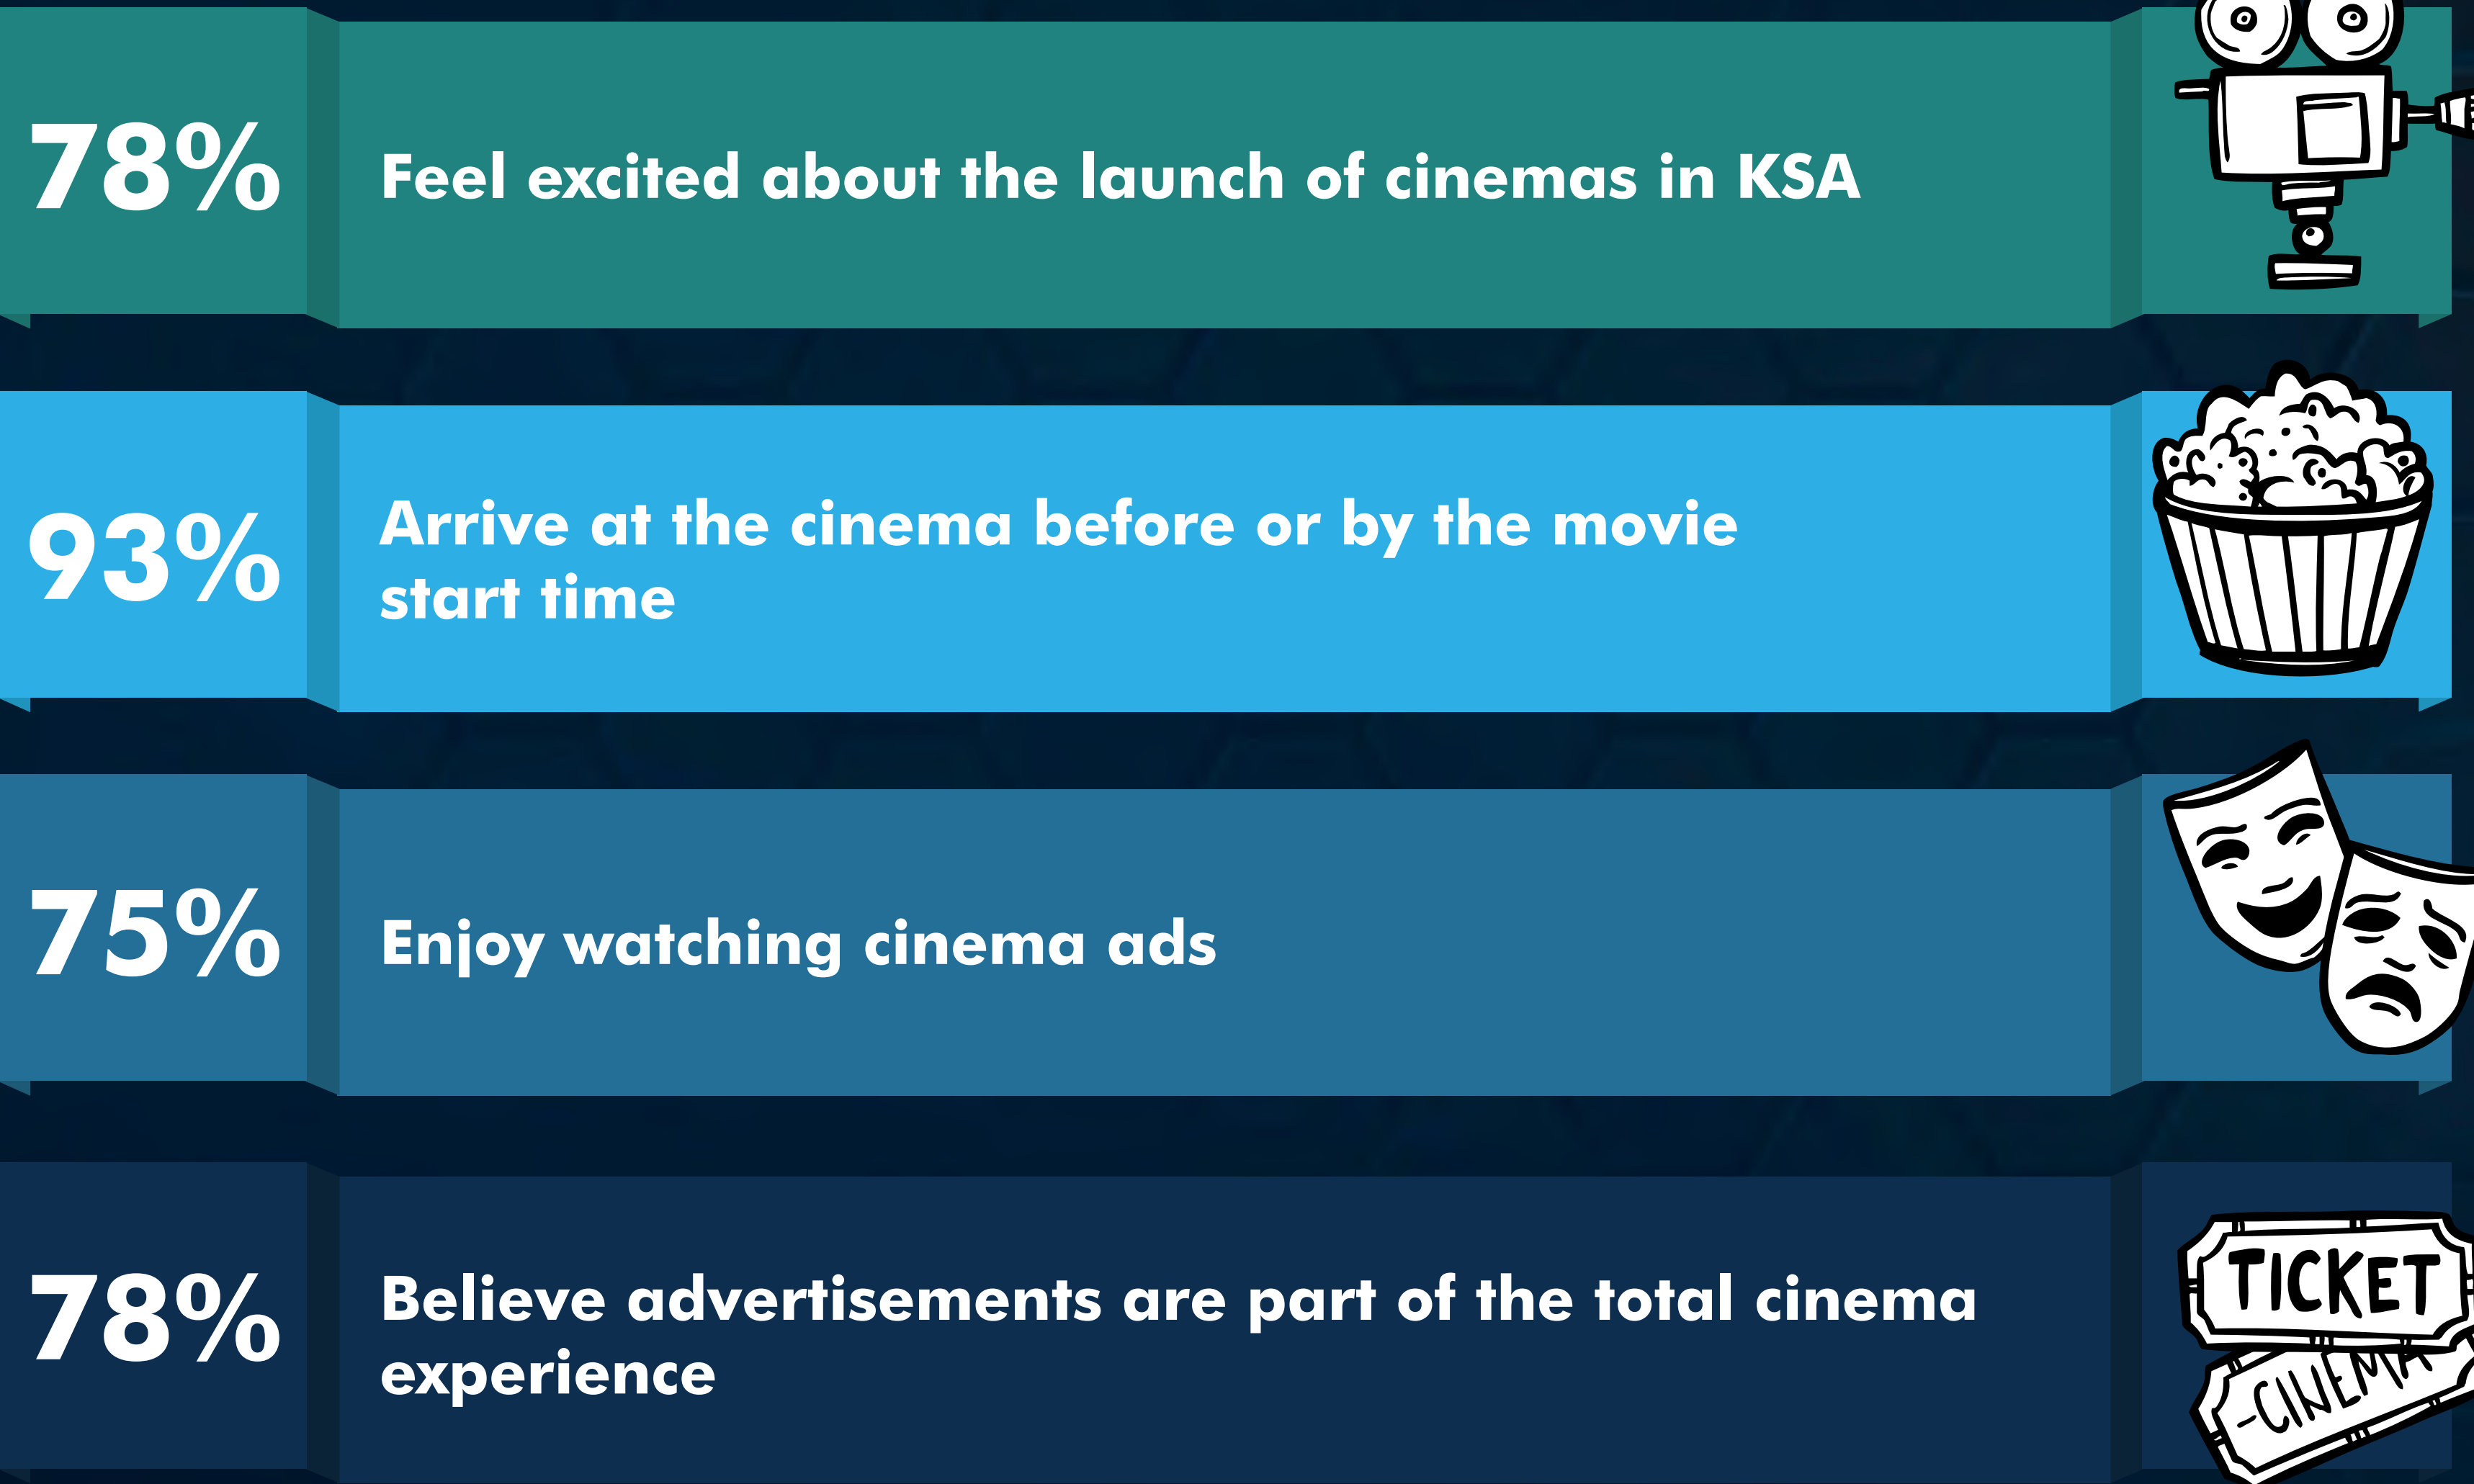 78%
Feel excited about the launch of cinemas in KSA
93%
Arrive at the cinema before or by the movie
start time
75%
Enjoy watching cinema ads
78%
Believe advertisements are part of the total cinema
experience
TICKET
CINEMA